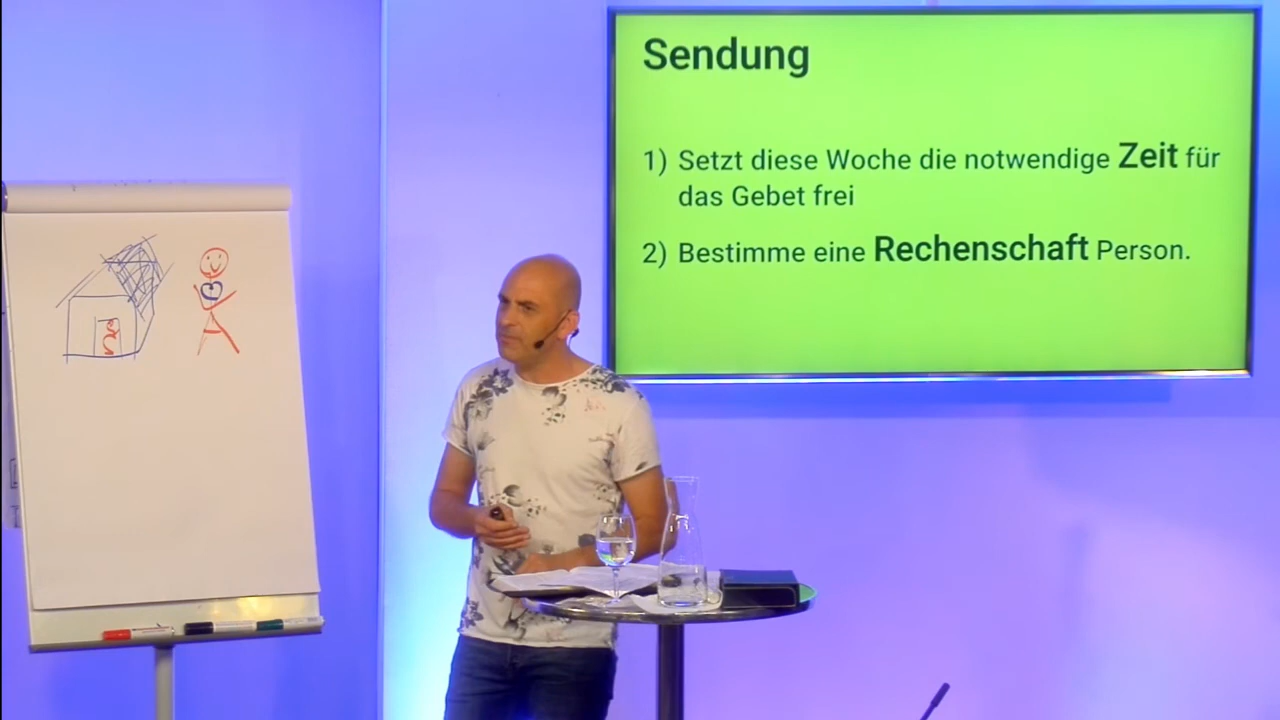 Sendung
1) Setzt diese Woche die notwendige Zeit für
das Gebet frei
2) Bestimme eine Rechenschaft Person.